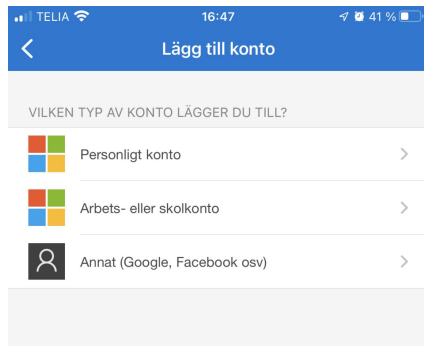 TELIA 16:47 41 %
Lägg till konto
VILKEN TYP AV KONTO LÄGGER DU TILL?
Personligt konto
Arbets- eller skolkonto
Annat (Google, Facebook osv)